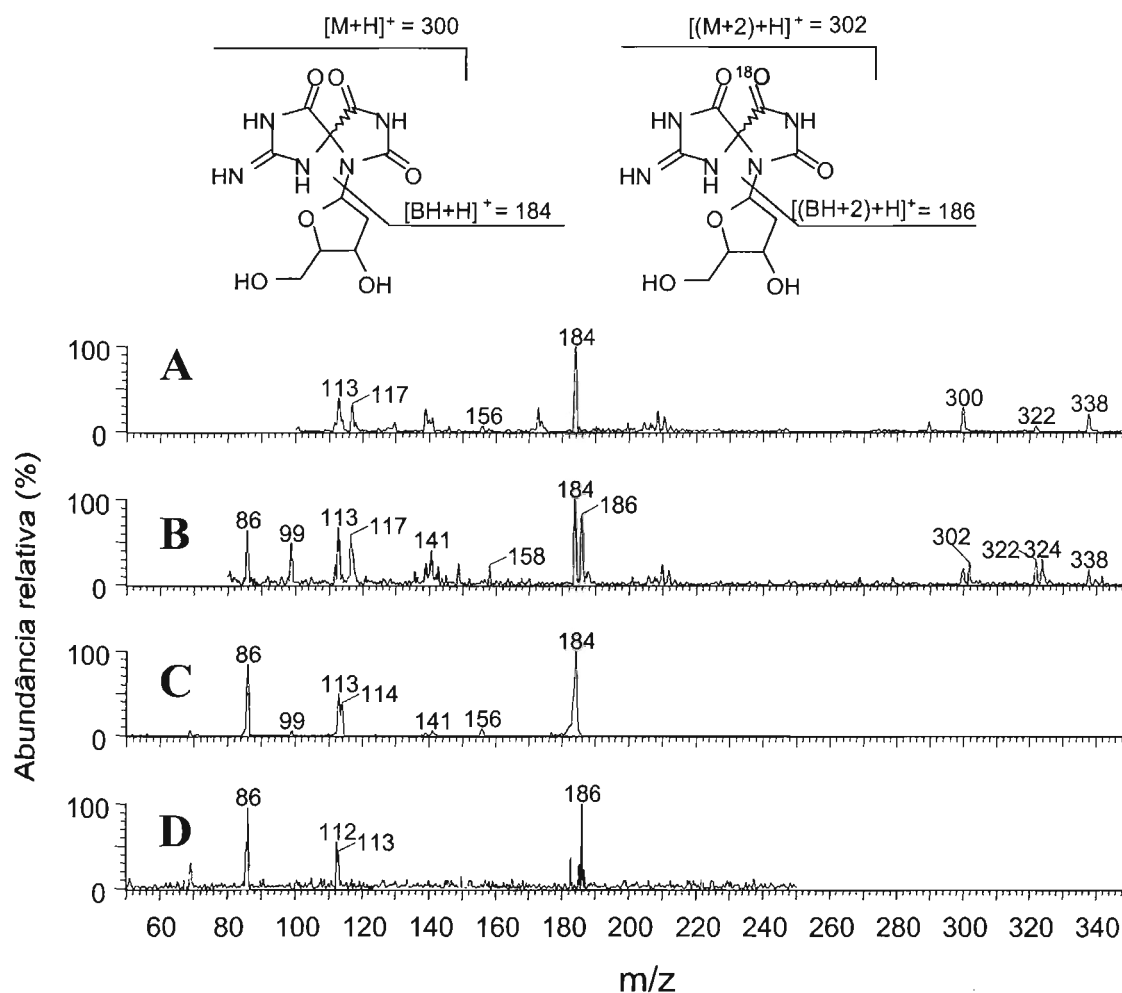 [M+H]+ = 300
[(M+2)+H]+ = 302
O O
HN NH
HN N H N O
[BH+H] + = 184
O
HO OH
O 18O
HN NH
HN N H N O
[(BH+2)+H]+ = 186
O
HO OH
Abundância relativa (%)
100
0
A
113 117 156 184 300 322 338
100
0
B
86 99 113 117 141 158 184 186 302 322 324 338
100
0
C
86 99 113 114 141 156 184
100
0
D
86 112 113 186
60 80 100 120 140 160 180 200 220 240 260 280 300 320 340
m/z